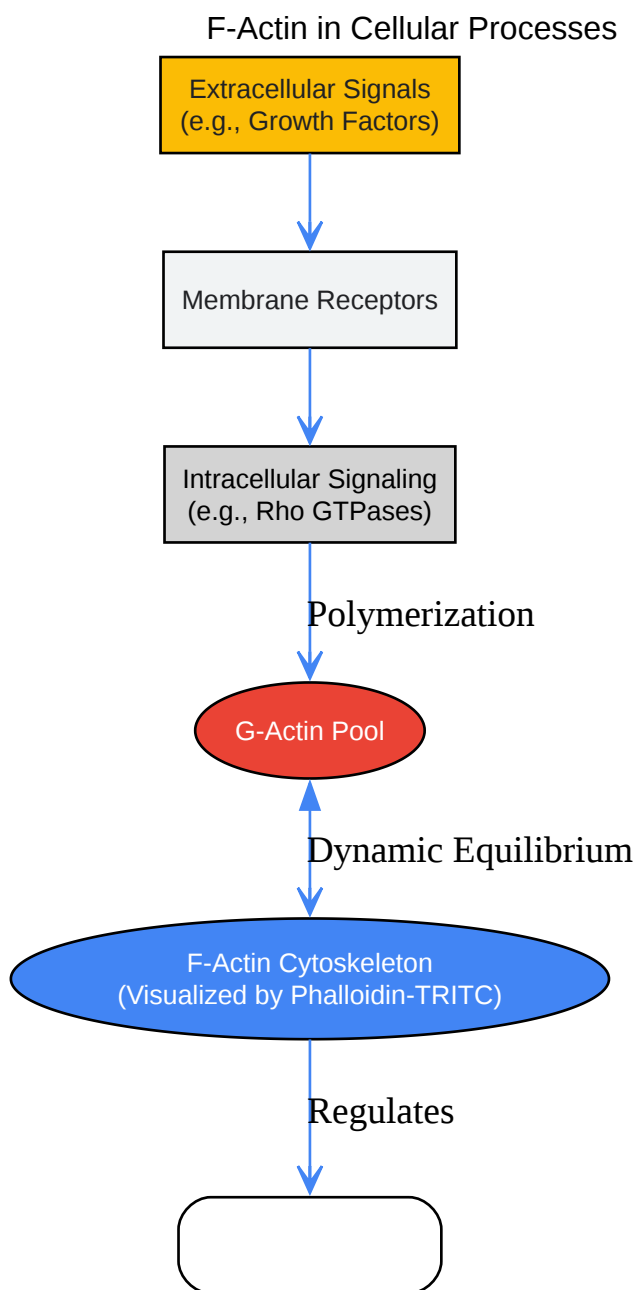 F-Actin in Cellular Processes
Extracellular Signals
(e.g., Growth Factors)
Membrane Receptors
Intracellular Signaling
(e.g., Rho GTPases)
Polymerization
G-Actin Pool
Dynamic Equilibrium
F-Actin Cytoskeleton
(Visualized by Phalloidin-TRITC)
Regulates